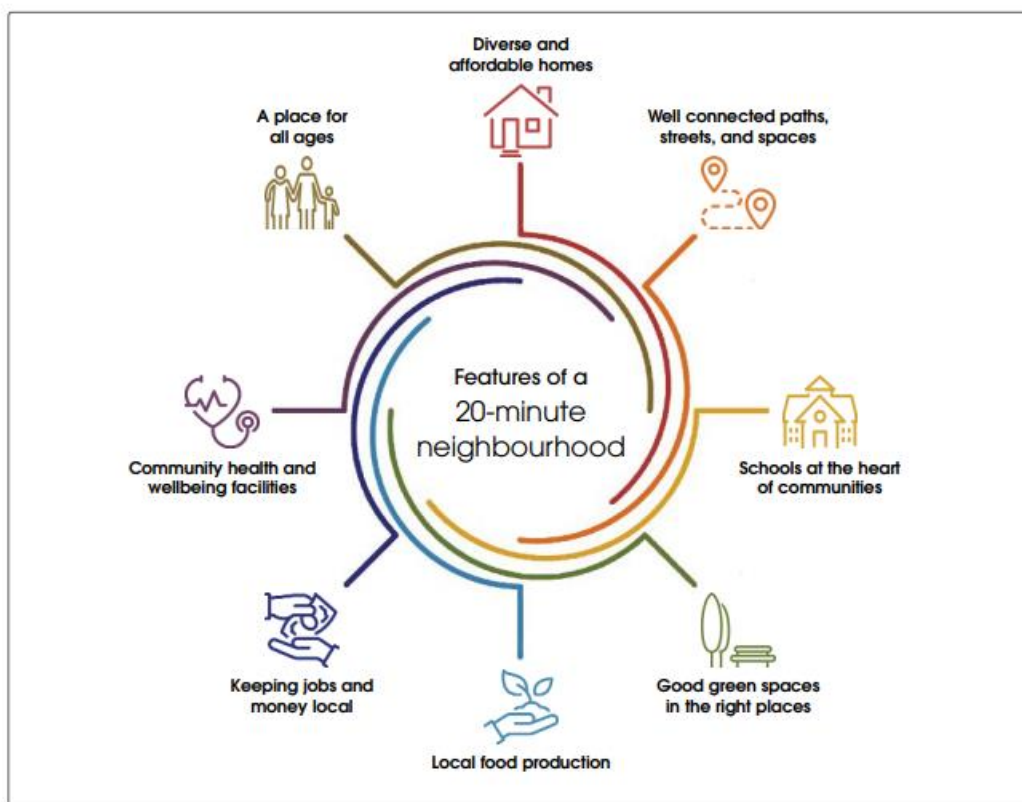 Diverse and
affordable homes
Well connected paths,
streets, and spaces
Schools at the heart
of communities
Good green spaces
in the right places
Local food production
Keeping jobs and
money local
Community health and
wellbeing facilities
A place for
all ages
Features of a
20-minute
neighbourhood